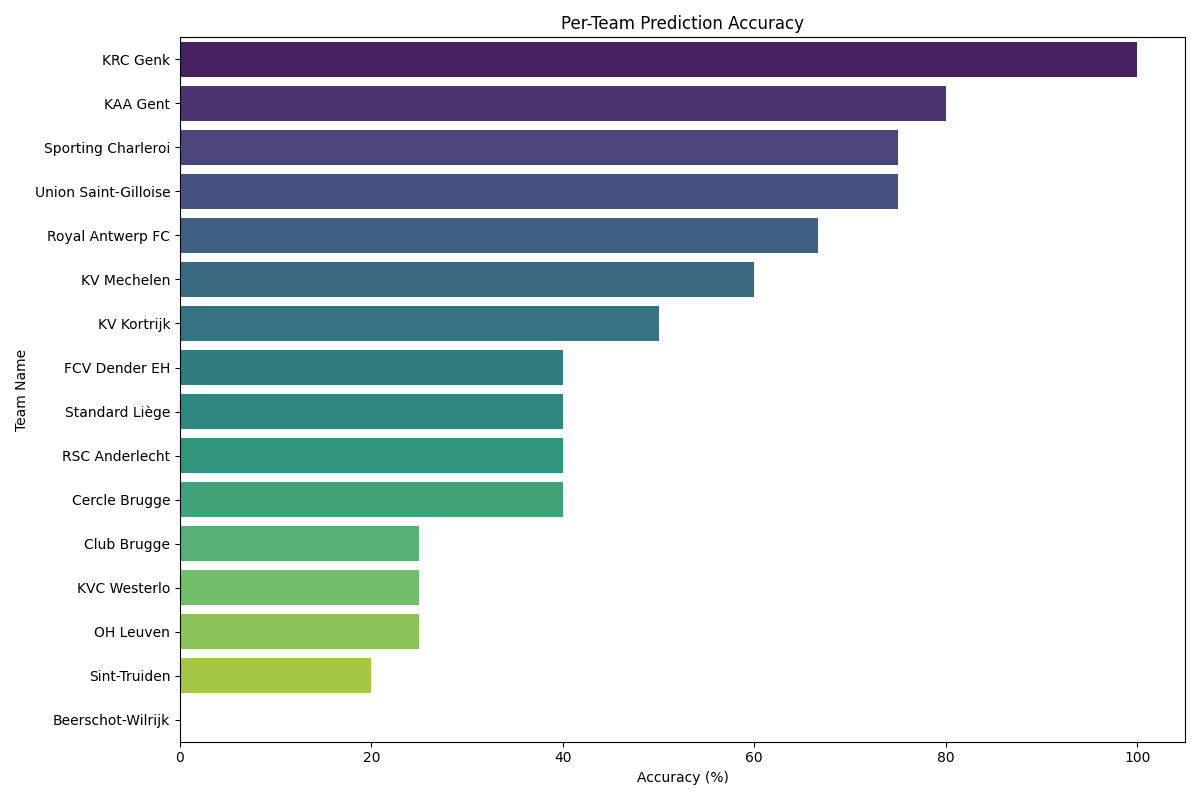 Per-Team Prediction Accuracy
Team Name
KRC Genk
KAA Gent
Sporting Charleroi
Union Saint-Gilloise
Royal Antwerp FC
KV Mechelen
KV Kortrijk
FCV Dender EH
Standard Liège
RSC Anderlecht
Cercle Brugge
Club Brugge
KVC Westerlo
OH Leuven
Sint-Truiden
Beerschot-Wilrijk
0 20 40 60 80 100
Accuracy (%)